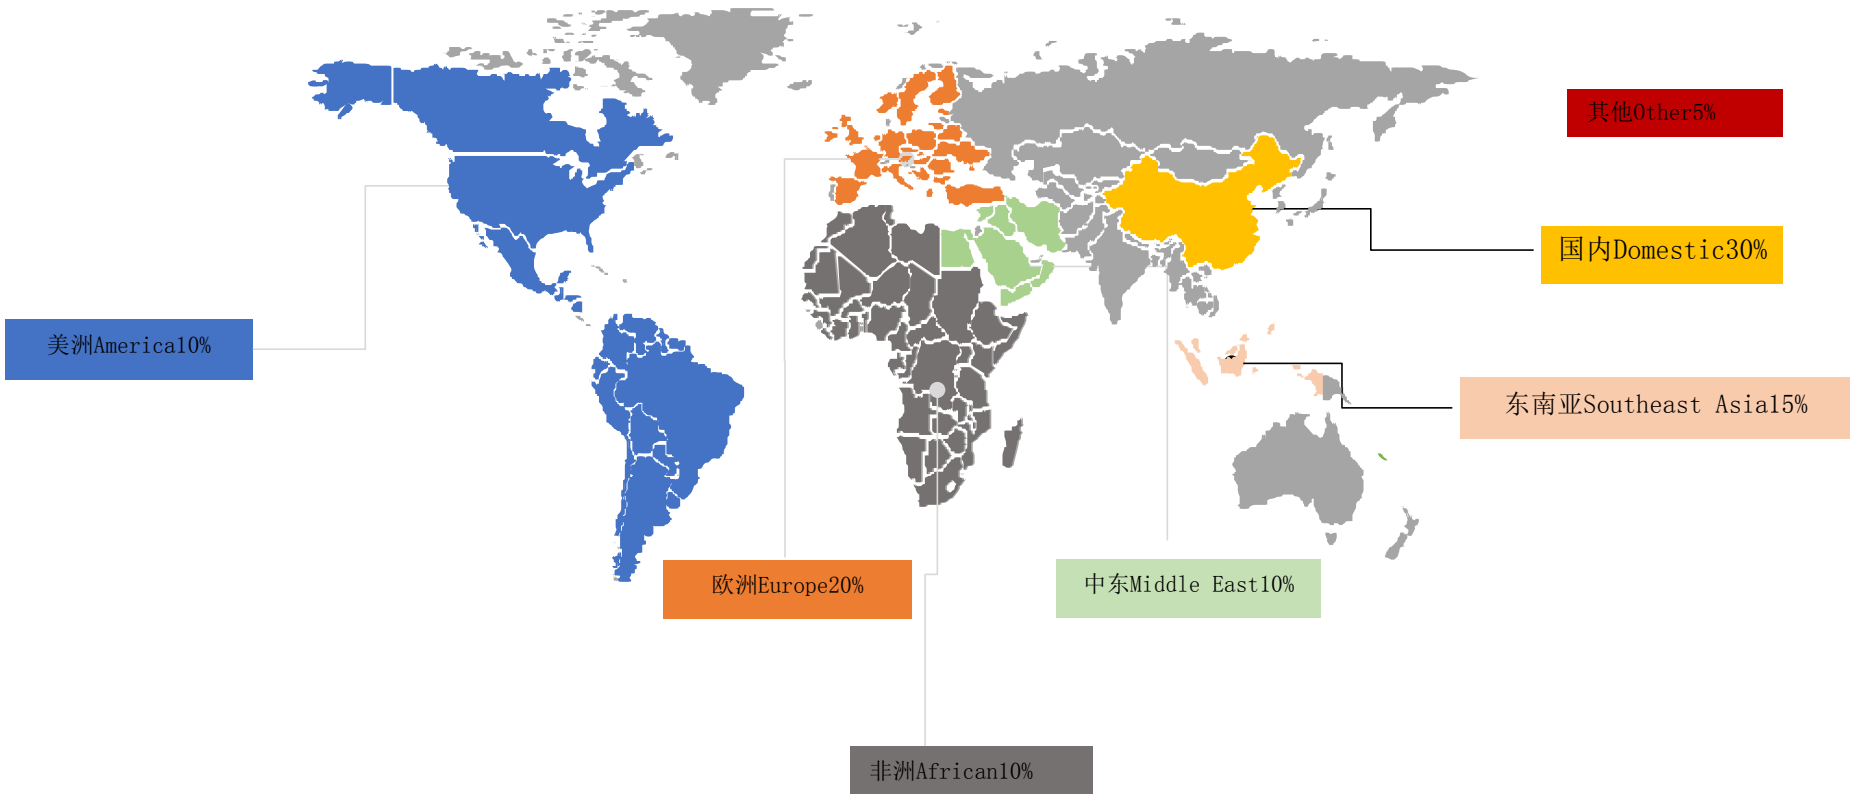 其他Other5%
国内Domestic30%
美洲America10%
东南亚Southeast Asia15%
欧洲Europe20%
中东Middle East10%
非洲African10%